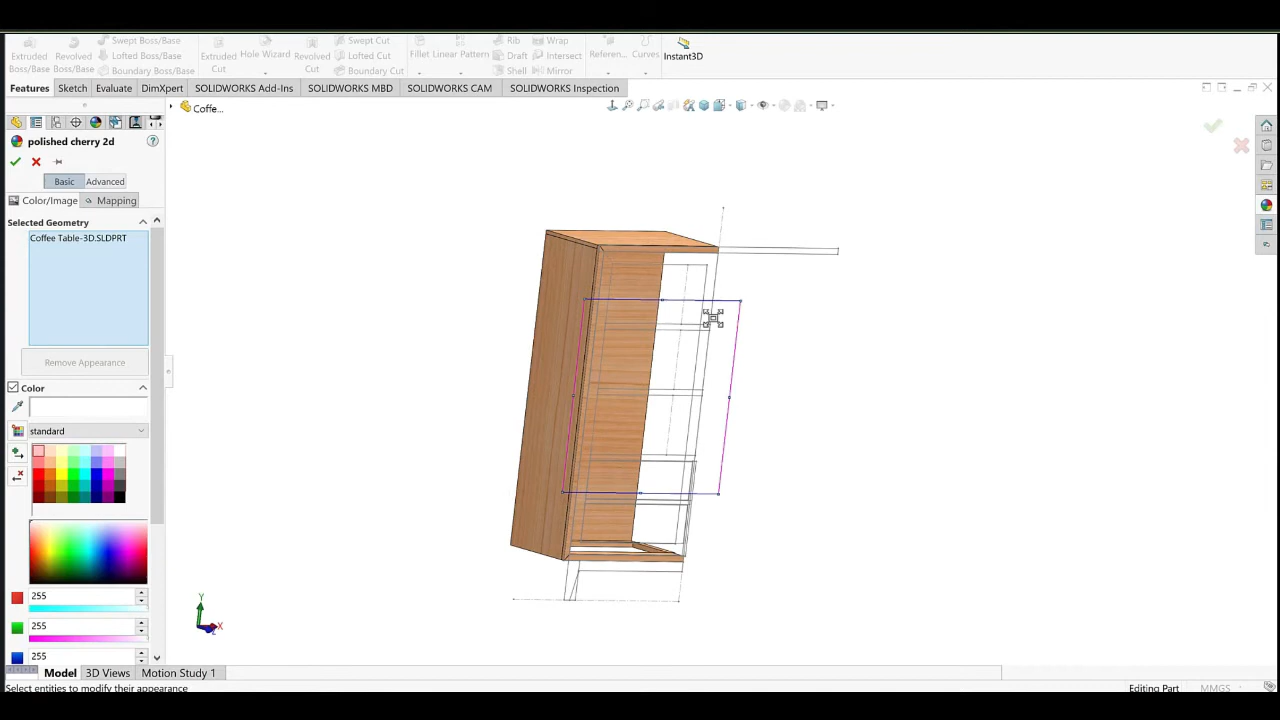 Extruded Boss/Base
Revolved Boss/Base
Swept Boss/Base
Lofted Boss/Base
Boundary Boss/Base
Extruded Cut
Hole Wizard
Revolved Cut
Swept Cut
Lofted Cut
Boundary Cut
Fillet
Linear Pattern
Rib
Draft
Shell
Wrap
Intersect
Mirror
Referen...
Curves
Instant3D
Features
Sketch
Evaluate
DimXpert
SOLIDWORKS Add-Ins
SOLIDWORKS MBD
SOLIDWORKS CAM
SOLIDWORKS Inspection
Coffe...
polished cherry 2d
Basic
Advanced
Color/Image
Mapping
Selected Geometry
Coffee Table-3D.SLDPRT
Remove Appearance
Color
standard
255
255
255
Y
X
Model
3D Views
Motion Study 1
Select entities to modify their appearance
Editing Part
MMGS